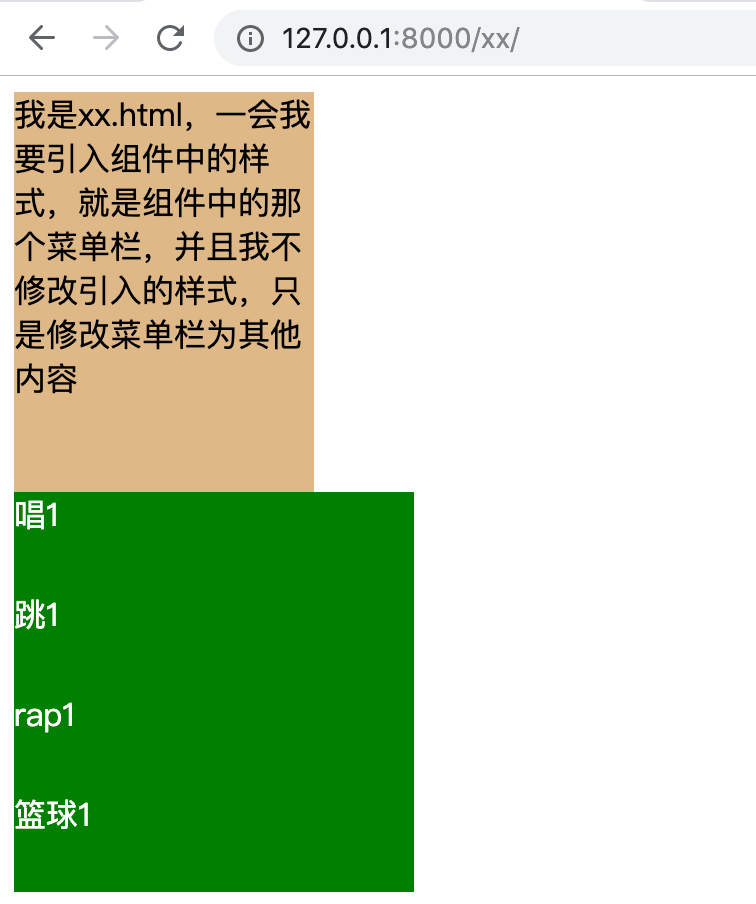 127.0.0.1:8000/xx/
我是xx.html，一会我
要引入组件中的样
式，就是组件中的那
个菜单栏，并且我不
修改引入的样式，只
是修改菜单栏为其他
内容
唱1
跳1
rap1
篮球1